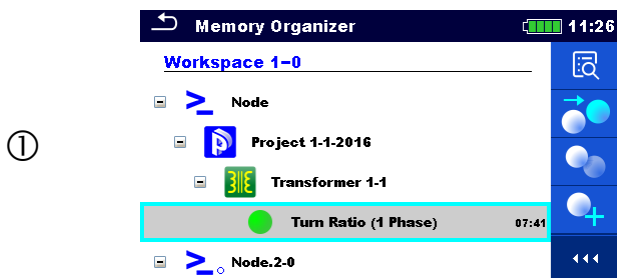 Memory Organizer 11:26
Workspace 1-0
Node
①
Project 1-1-2016
Transformer 1-1
Turn Ratio (1 Phase) 07:41
Node.2-0